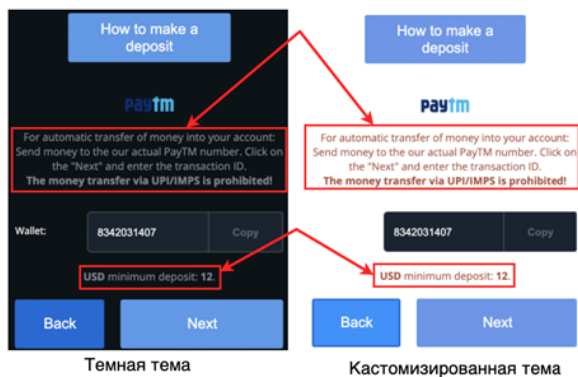 How to make a
deposit
paytm
For automatic transfer of money into your account:
Send money to the our actual PayTM number. Click on
the "Next" and enter the transaction ID.
The money transfer via UPI/IMPS is prohibited!
Wallet:
8342031407
Copy
USD minimum deposit: 12.
Back
Next
Темная тема
How to make a
deposit
paytm
For automatic transfer of money into your account:
Send money to the our actual PayTM number. Click on
the "Next" and enter the transaction ID.
The money transfer via UPI/IMPS is prohibited!
8342031407
Copy
USD minimum deposit: 12.
Back
Next
Кастомизированная тема